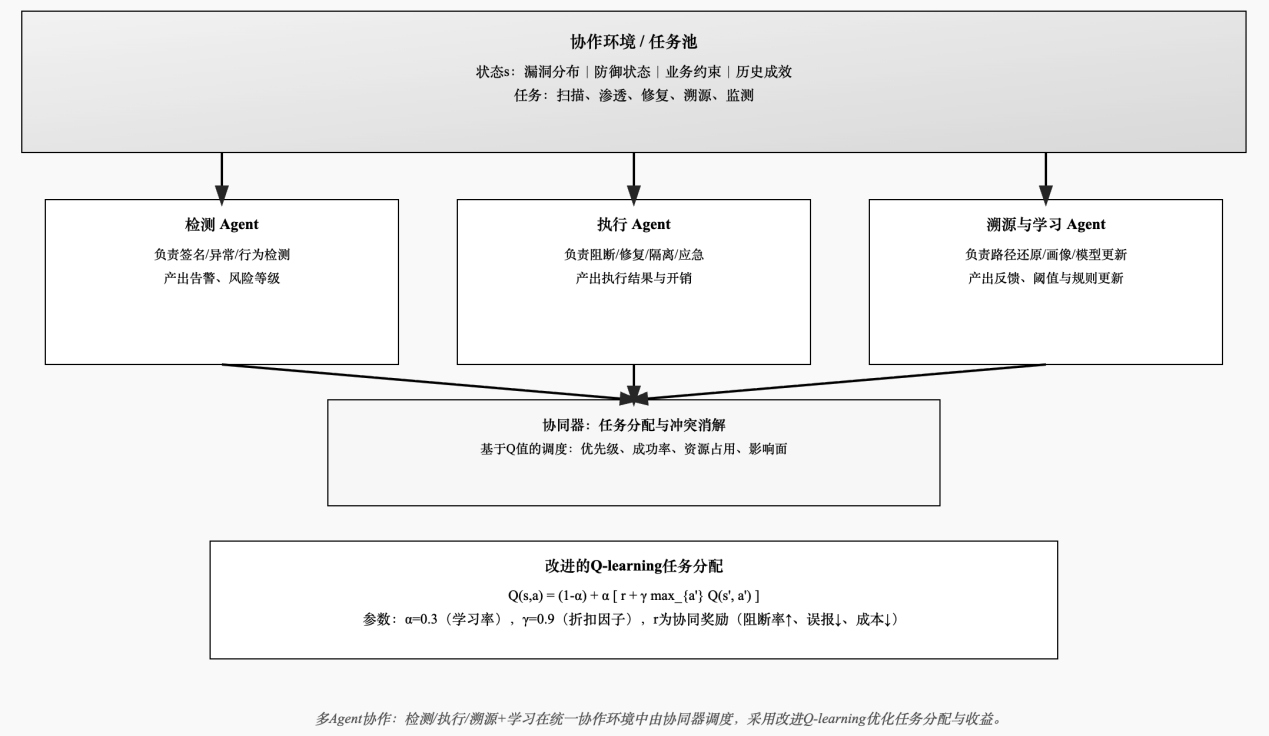 协作环境 / 任务池
状态s：漏洞分布 | 防御状态 | 业务约束 | 历史成效
任务：扫描、渗透、修复、溯源、监测
检测 Agent
负责签名/异常/行为检测
产出告警、风险等级
执行 Agent
负责阻断/修复/隔离/应急
产出执行结果与开销
溯源与学习 Agent
负责路径还原/画像/模型更新
产出反馈、阈值与规则更新
协同器：任务分配与冲突消解
基于Q值的调度：优先级、成功率、资源占用、影响面
改进的Q-learning任务分配
Q(s,a) = (1-α) + α [ r + γ max_{a'} Q(s', a') ]
参数：α=0.3（学习率），γ=0.9（折扣因子），r为协同奖励（阻断率↑、误报↓、成本↓）
多Agent协作：检测/执行/溯源+学习在统一协作环境中由协同器调度，采用改进Q-learning优化任务分配与收益。